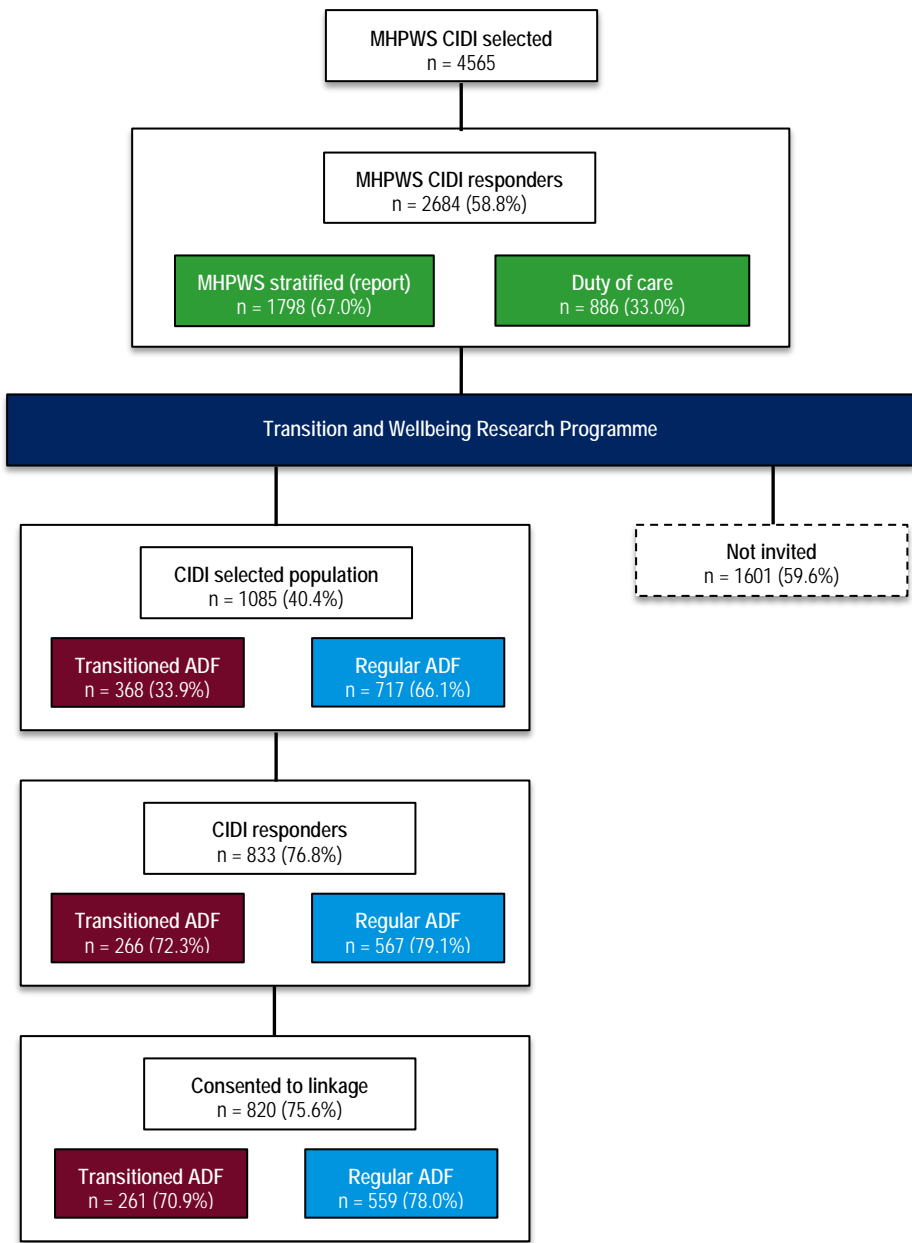 MHPWS CIDI selected
n = 4565
MHPWS CIDI responders
n = 2684 (58.8%)
MHPWS stratified (report)
n = 1798 (67.0%)
Duty of care
n = 886 (33.0%)
Transition and Wellbeing Research Programme
CIDI selected population
n = 1085 (40.4%)
Not invited
n = 1601 (59.6%)
Transitioned ADF
n = 368 (33.9%)
Regular ADF
n = 717 (66.1%)
CIDI responders
n = 833 (76.8%)
Transitioned ADF
n = 266 (72.3%)
Regular ADF
n = 567 (79.1%)
Consented to linkage
n = 820 (75.6%)
Transitioned ADF
n = 261 (70.9%)
Regular ADF
n = 559 (78.0%)